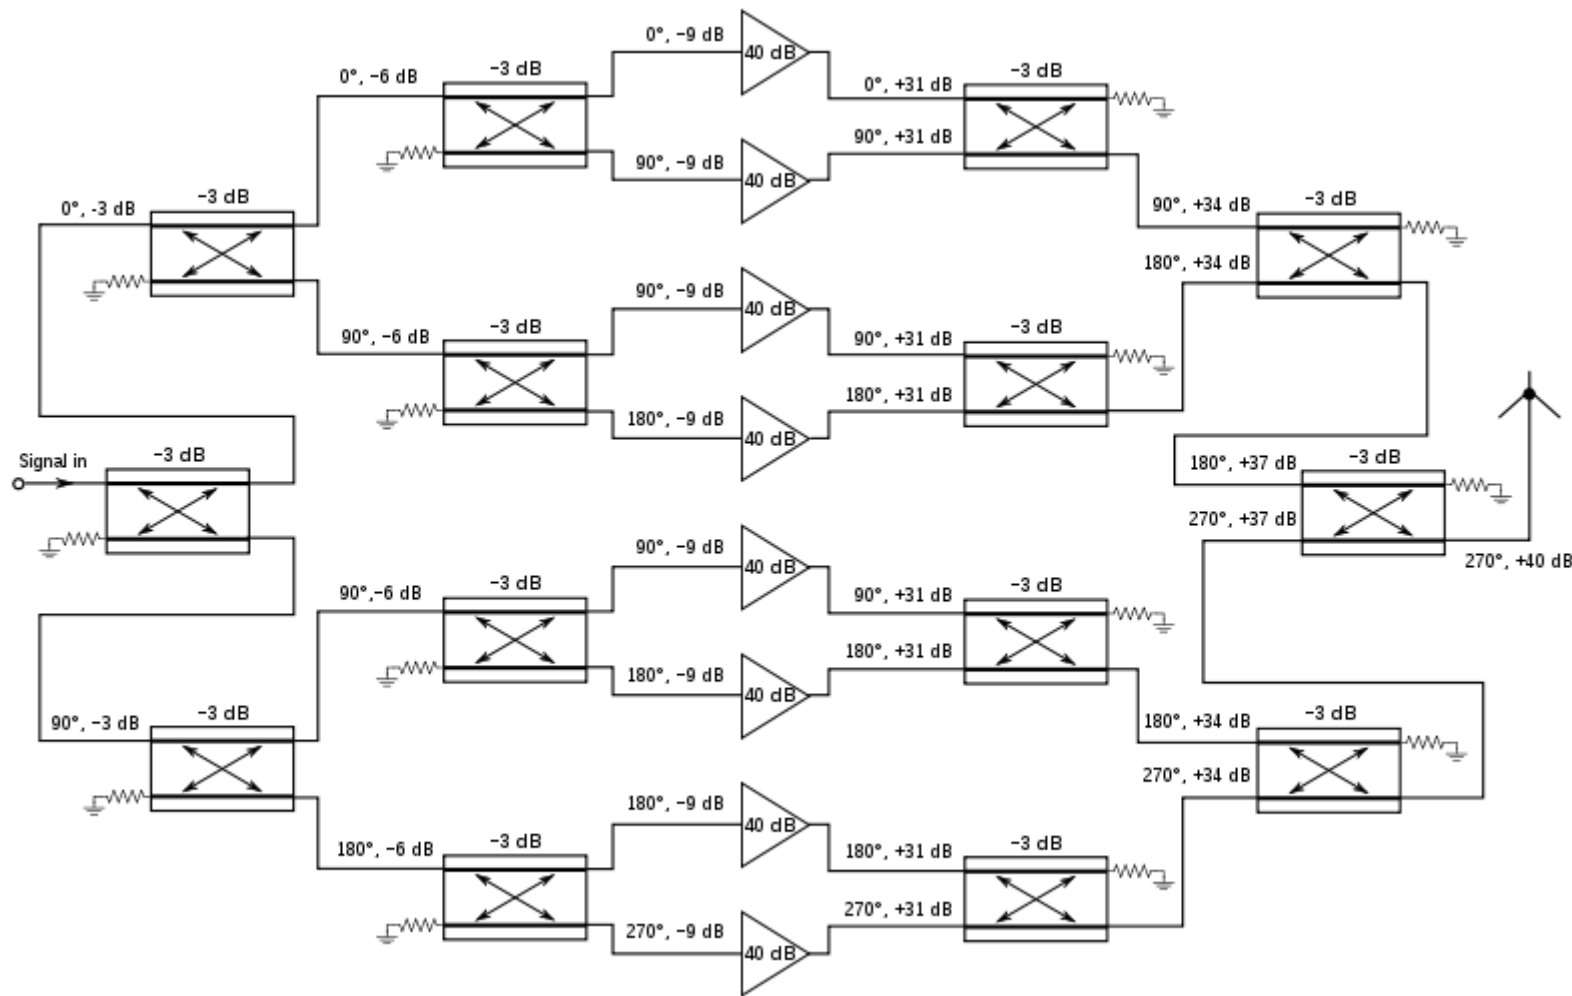 0°, −9 dB
40 dB
−3 dB
0°, −6 dB
−3 dB
0°, +31 dB
90°, −9 dB
90°, +31 dB
40 dB
0°, -3 dB
−3 dB
90°, +34 dB
−3 dB
180°, +34 dB
90°, −9 dB
40 dB
90°, −6 dB
−3 dB
90°, +31 dB
−3 dB
180°, −9 dB
180°, +31 dB
40 dB
Signal in
−3 dB
180°, +37 dB
−3 dB
270°, +37 dB
270°, +40 dB
90°, −9 dB
40 dB
90°,−6 dB
−3 dB
90°, +31 dB
−3 dB
180°, −9 dB
180°, +31 dB
40 dB
90°, −3 dB
−3 dB
180°, +34 dB
−3 dB
270°, +34 dB
180°, −9 dB
40 dB
180°, −6 dB
−3 dB
180°, +31 dB
−3 dB
270°, −9 dB
270°, +31 dB
40 dB